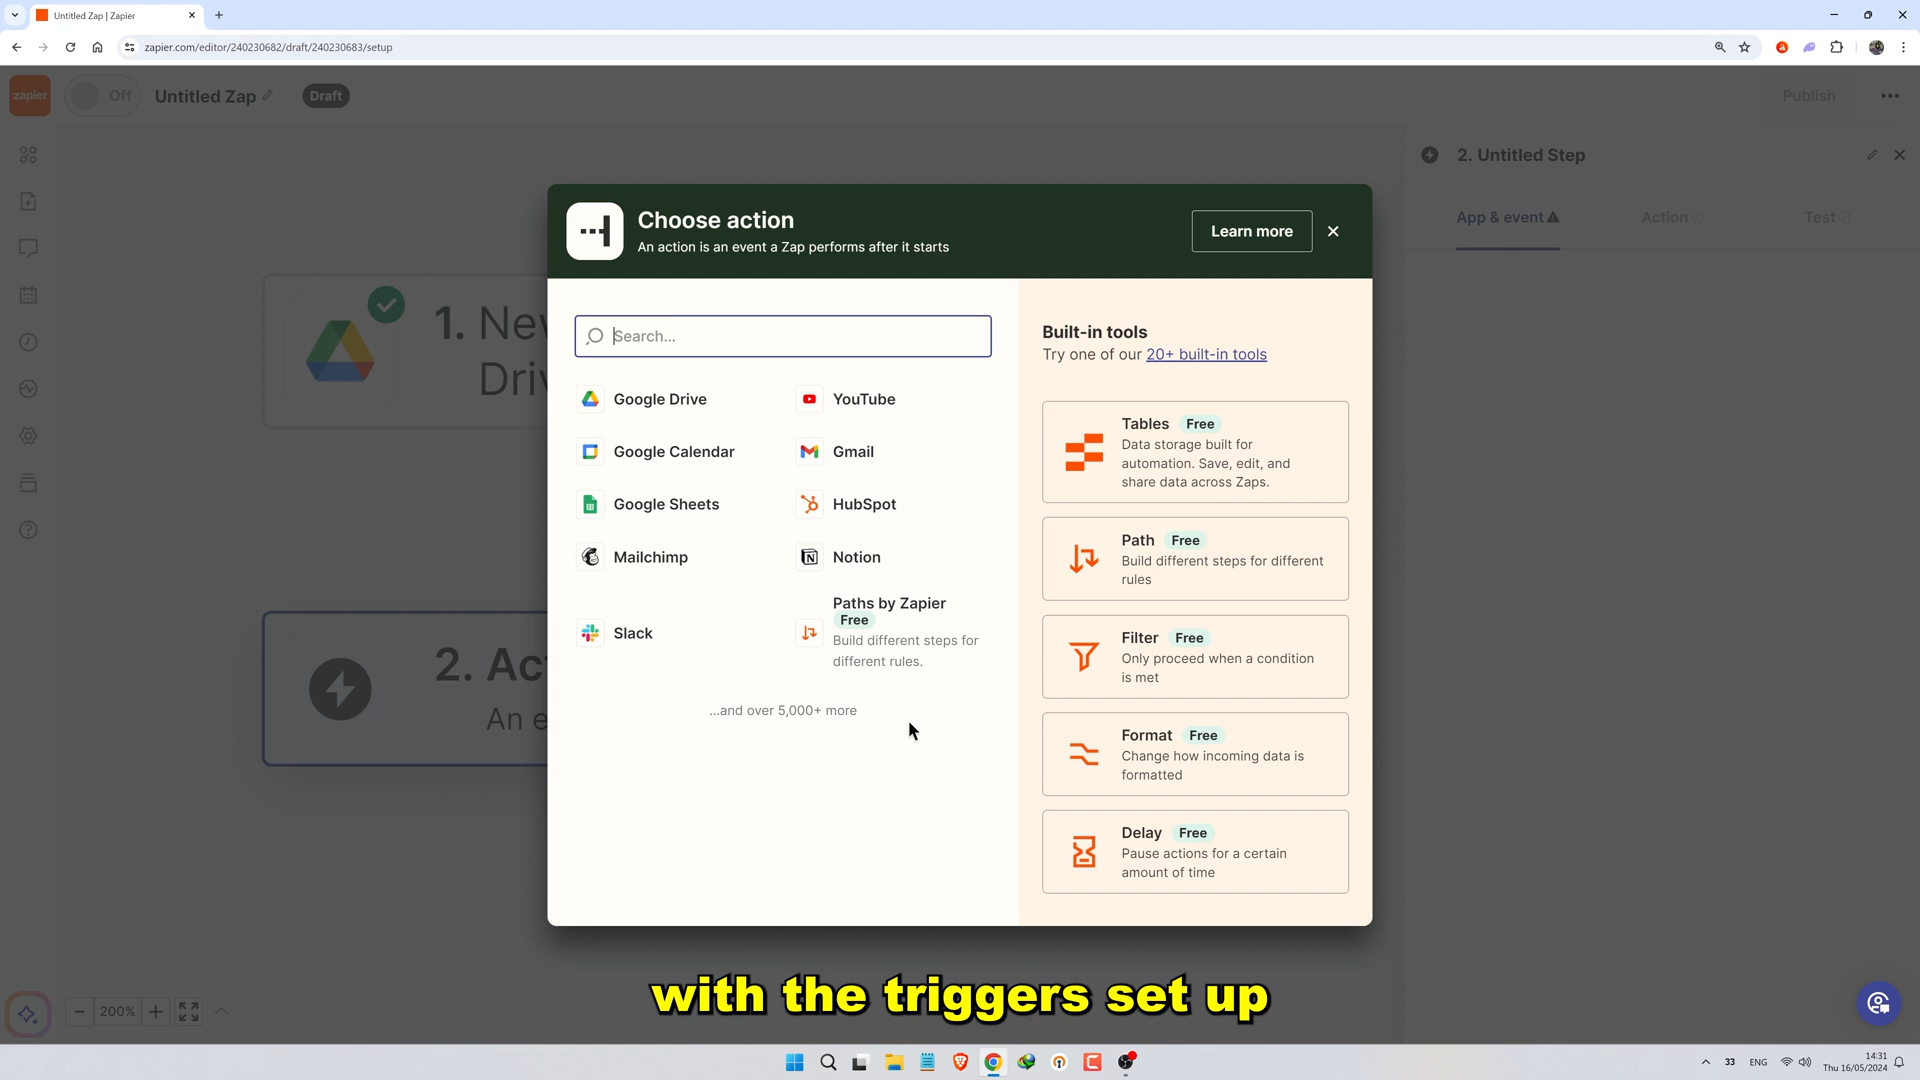 Untitled Zap | Zapier
zapier.com/editor/240230682/draft/240230683/setup
zapier
Off
Untitled Zap
Draft
Publish
2. Untitled Step
App & event
Action
Test
1. New
Driv
2. Act
An e
Choose action
An action is an event a Zap performs after it starts
Learn more
Search...
Google Drive
YouTube
Google Calendar
Gmail
Google Sheets
HubSpot
Mailchimp
Notion
Slack
Paths by Zapier
Free
Build different steps for
different rules.
...and over 5,000+ more
Built-in tools
Try one of our 20+ built-in tools
Tables Free
Data storage built for
automation. Save, edit, and
share data across Zaps.
Path Free
Build different steps for different
rules
Filter Free
Only proceed when a condition
is met
Format Free
Change how incoming data is
formatted
Delay Free
Pause actions for a certain
amount of time
200%
with the triggers set up
33
ENG
14:31
Thu 16/05/2024